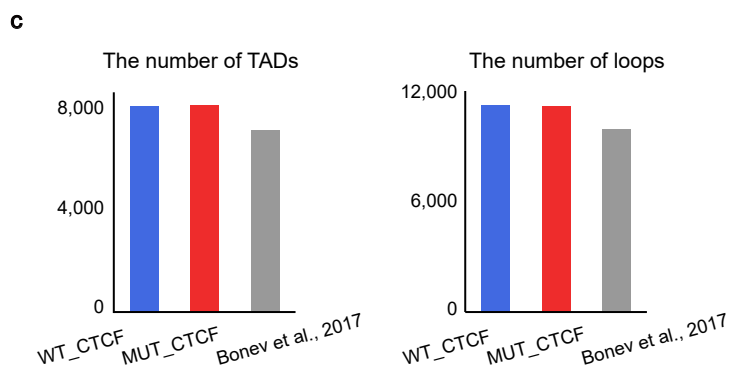 c
The number of TADs
8,000
4,000
0
WT_CTCF
MUT_CTCF
Bonev et al., 2017
The number of loops
12,000
6,000
0
WT_CTCF
MUT_CTCF
Bonev et al., 2017